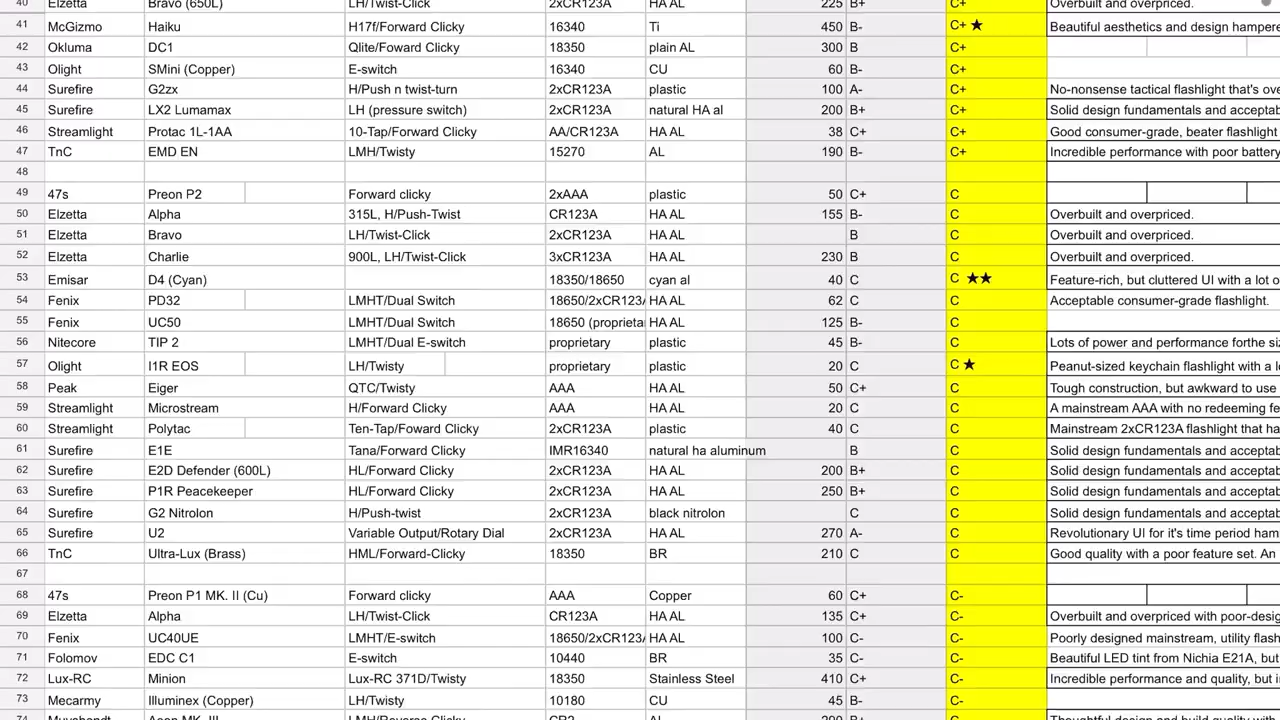 40 Elzetta Bravo (650L) LH/Twist-Click 2xCR123A HA AL 225 B+ C+ Overbuilt and overpriced.
41 McGizmo Haiku H17f/Forward Clicky 16340 Ti 450 B- C+ ★ Beautiful aesthetics and design hampere
42 Okluma DC1 Qlite/Foward Clicky 18350 plain AL 300 B C+
43 Olight SMini (Copper) E-switch 16340 CU 60 B- C+
44 Surefire G2zx H/Push n twist-turn 2xCR123A plastic 100 A- C+ No-nonsense tactical flashlight that's ove
45 Surefire LX2 Lumamax LH (pressure switch) 2xCR123A natural HA al 200 B+ C+ Solid design fundamentals and acceptab
46 Streamlight Protac 1L-1AA 10-Tap/Forward Clicky AA/CR123A HA AL 38 C+ C+ Good consumer-grade, beater flashlight
47 TnC EMD EN LMH/Twisty 15270 AL 190 B- C+ Incredible performance with poor battery
48
49 47s Preon P2 Forward clicky 2xAAA plastic 50 C+ C
50 Elzetta Alpha 315L, H/Push-Twist CR123A HA AL 155 B- C Overbuilt and overpriced.
51 Elzetta Bravo LH/Twist-Click 2xCR123A HA AL B C Overbuilt and overpriced.
52 Elzetta Charlie 900L, LH/Twist-Click 3xCR123A HA AL 230 B C Overbuilt and overpriced.
53 Emisar D4 (Cyan) 18350/18650 cyan al 40 C C ★★ Feature-rich, but cluttered UI with a lot o
54 Fenix PD32 LMHT/Dual Switch 18650/2xCR123A HA AL 62 C C Acceptable consumer-grade flashlight.
55 Fenix UC50 LMHT/Dual Switch 18650 (proprieta HA AL 125 B- C
56 Nitecore TIP 2 LMHT/Dual E-switch proprietary plastic 45 B- C Lots of power and performance forthe siz
57 Olight I1R EOS LH/Twisty proprietary plastic 20 C C ★ Peanut-sized keychain flashlight with a lo
58 Peak Eiger QTC/Twisty AAA HA AL 50 C+ C Tough construction, but awkward to use
59 Streamlight Microstream H/Forward Clicky AAA HA AL 20 C C A mainstream AAA with no redeeming fe
60 Streamlight Polytac Ten-Tap/Forward Clicky 2xCR123A plastic 40 C C Mainstream 2xCR123A flashlight that ha
61 Surefire E1E Tana/Forward Clicky IMR16340 natural ha aluminum B C Solid design fundamentals and acceptab
62 Surefire E2D Defender (600L) HL/Forward Clicky 2xCR123A HA AL 200 B+ C Solid design fundamentals and acceptab
63 Surefire P1R Peacekeeper HL/Forward Clicky 2xCR123A HA AL 250 B+ C Solid design fundamentals and acceptab
64 Surefire G2 Nitrolon H/Push-twist 2xCR123A black nitrolon C C Solid design fundamentals and acceptab
65 Surefire U2 Variable Output/Rotary Dial 2xCR123A HA AL 270 A- C Revolutionary UI for it's time period ham
66 TnC Ultra-Lux (Brass) HML/Forward-Clicky 18350 BR 210 C C Good quality with a poor feature set. An
67
68 47s Preon P1 MK. II (Cu) Forward clicky AAA Copper 60 C+ C-
69 Elzetta Alpha LH/Twist-Click CR123A HA AL 135 C+ C- Overbuilt and overpriced with poor-desig
70 Fenix UC40UE LMHT/E-switch 18650/2xCR123A HA AL 100 C- C- Poorly designed mainstream, utility flash
71 Folomov EDC C1 E-switch 10440 BR 35 C- C- Beautiful LED tint from Nichia E21A, but
72 Lux-RC Minion Lux-RC 371D/Twisty 18350 Stainless Steel 410 C+ C- Incredible performance and quality, but i
73 Mecarmy Illuminex (Copper) LH/Twisty 10180 CU 45 B- C-
74 Muyshondt Aeon MK. III LMH/Reverse Clicky CR2 AL 200 B+ C- Thoughtful design and build quality with